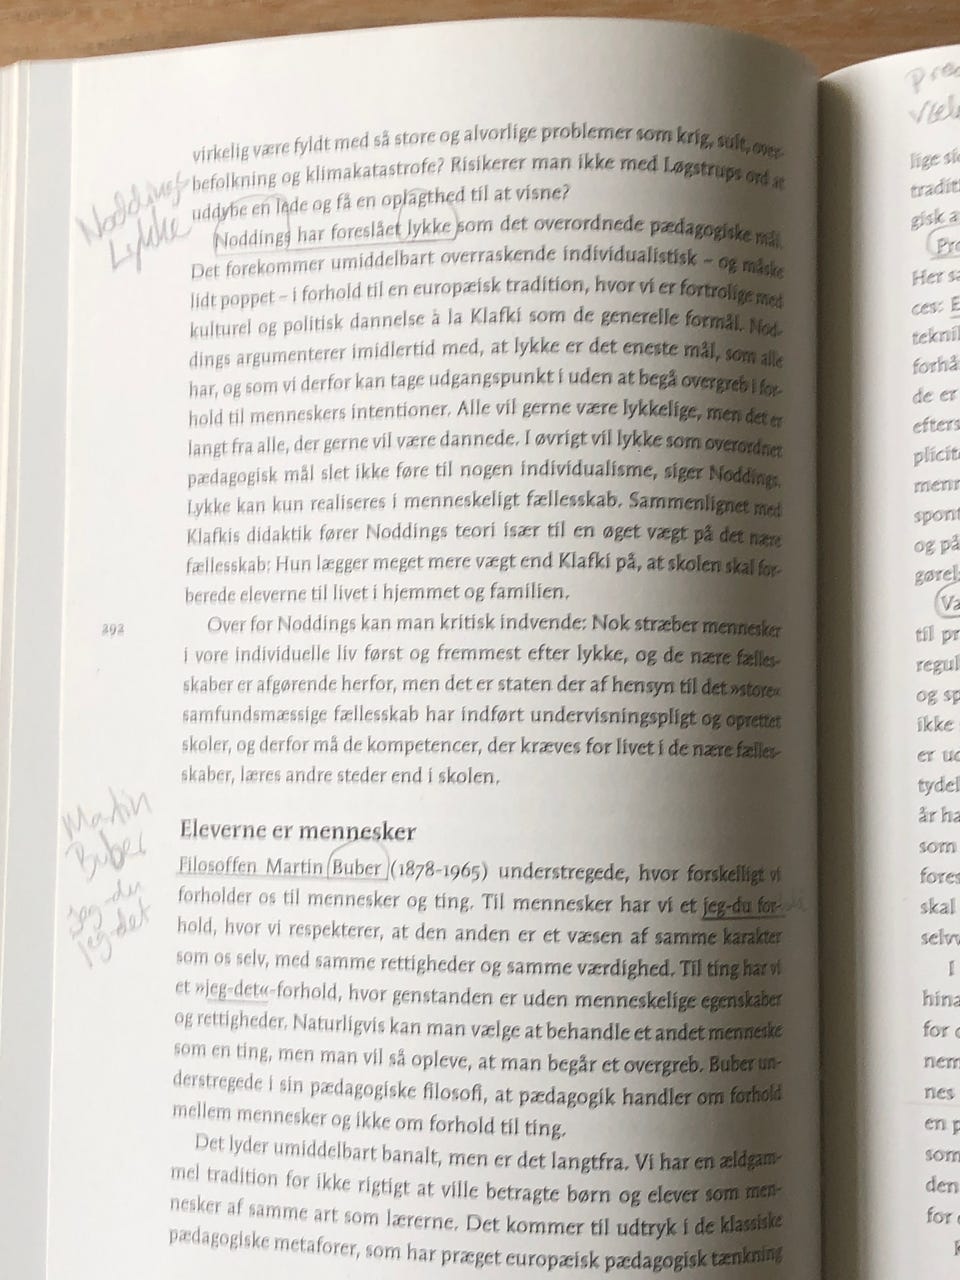 virkelig være fyldt med så store og alvorlige problemer som krig, sult, over-
befolkning og klimakatastrofe? Risikerer man ikke med Løgstrups ord at
uddybe en lede og få en oplagthed til at visne?
Noddings
Lykke
Noddings har foreslået lykke som det overordnede pædagogiske mål.
Det forekommer umiddelbart overraskende individualistisk – og måske
lidt poppet – i forhold til en europæisk tradition, hvor vi er fortrolige med
kulturel og politisk dannelse à la Klafki som de generelle formål. Nod-
dings argumenterer imidlertid med, at lykke er det eneste mål, som alle
har, og som vi derfor kan tage udgangspunkt i uden at begå overgreb i for-
hold til menneskers intentioner. Alle vil gerne være lykkelige, men det er
langt fra alle, der gerne vil være dannede. I øvrigt vil lykke som overordnet
pædagogisk mål slet ikke føre til nogen individualisme, siger Noddings.
Lykke kan kun realiseres i menneskeligt fællesskab. Sammenlignet med
Klafkis didaktik fører Noddings teori især til en øget vægt på det nære
fællesskab: Hun lægger meget mere vægt end Klafki på, at skolen skal for-
berede eleverne til livet i hjemmet og familien.
292
Over for Noddings kan man kritisk indvende: Nok stræber mennesker
i vore individuelle liv først og fremmest efter lykke, og de nære fælles-
skaber er afgørende herfor, men det er staten der af hensyn til det »store«
samfundsmæssige fællesskab har indført undervisningspligt og oprettet
skoler, og derfor må de kompetencer, der kræves for livet i de nære fælles-
skaber, læres andre steder end i skolen.
Eleverne er mennesker
Martin
Buber
jeg-du
jeg-det
Filosoffen Martin Buber (1878-1965) understregede, hvor forskelligt vi
forholder os til mennesker og ting. Til mennesker har vi et jeg-du for-
hold, hvor vi respekterer, at den anden er et væsen af samme karakter
som os selv, med samme rettigheder og samme værdighed. Til ting har vi
et »jeg-det«-forhold, hvor genstanden er uden menneskelige egenskaber
og rettigheder. Naturligvis kan man vælge at behandle et andet menneske
som en ting, men man vil så opleve, at man begår et overgreb. Buber un-
derstregede i sin pædagogiske filosofi, at pædagogik handler om forhold
mellem mennesker og ikke om forhold til ting.
Det lyder umiddelbart banalt, men er det langtfra. Vi har en ældgam-
mel tradition for ikke rigtigt at ville betragte børn og elever som men-
nesker af samme art som lærerne. Det kommer til udtryk i de klassiske
pædagogiske metaforer, som har præget europæisk pædagogisk tænkning